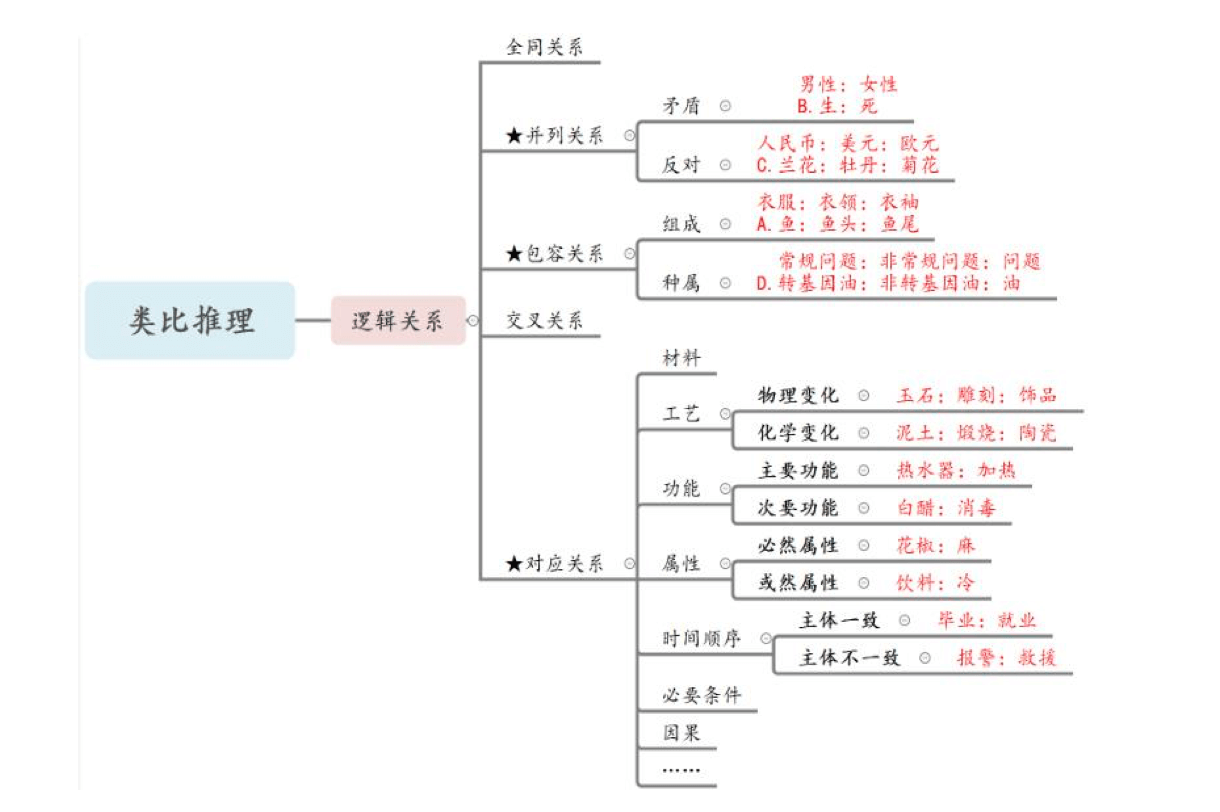 类比推理
逻辑关系
全同关系
★并列关系
矛盾
男性：女性
B.生：死
反对
人民币：美元：欧元
C.兰花：牡丹：菊花
★包容关系
组成
衣服：衣领：衣袖
A.鱼：鱼头：鱼尾
种属
常规问题：非常规问题：问题
D.转基因油：非转基因油：油
交叉关系
★对应关系
材料
工艺
物理变化
玉石：雕刻：饰品
化学变化
泥土：煅烧：陶瓷
功能
主要功能
热水器：加热
次要功能
白醋：消毒
属性
必然属性
花椒：麻
或然属性
饮料：冷
时间顺序
主体一致
毕业：就业
主体不一致
报警：救援
必要条件
因果
……